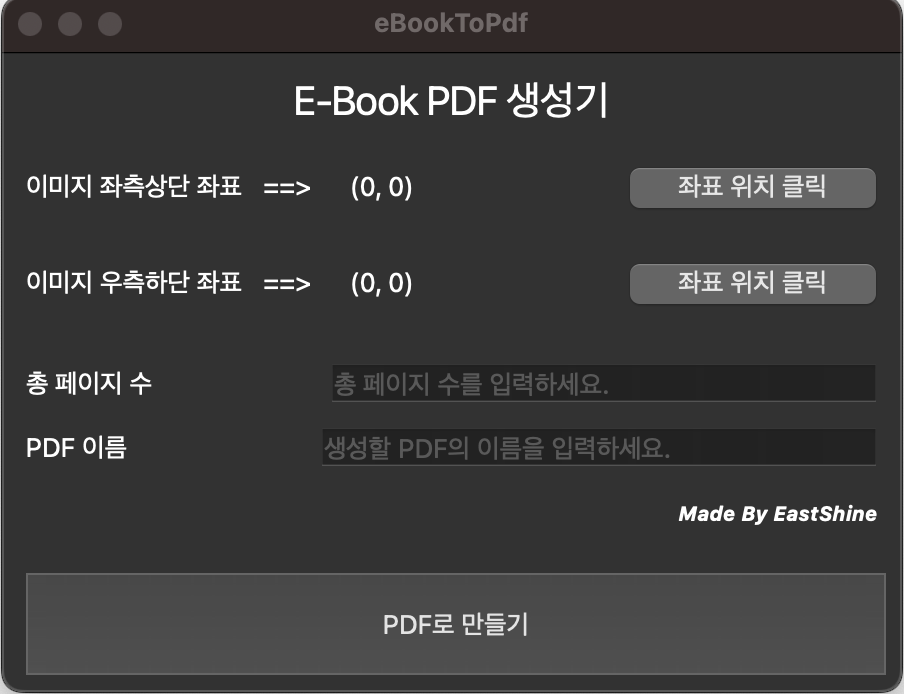 eBookToPdf
E-Book PDF 생성기
이미지 좌측상단 좌표 ==> (0, 0) 좌표 위치 클릭
이미지 우측하단 좌표 ==> (0, 0) 좌표 위치 클릭
총 페이지 수 총 페이지 수를 입력하세요.
PDF 이름 생성할 PDF의 이름을 입력하세요.
Made By EastShine
PDF로 만들기